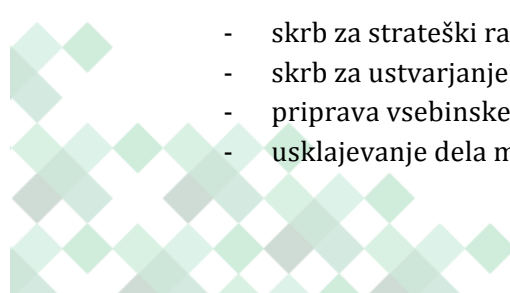 - skrb za strateški ra
- skrb za ustvarjanje
- priprava vsebinske
- usklajevanje dela m